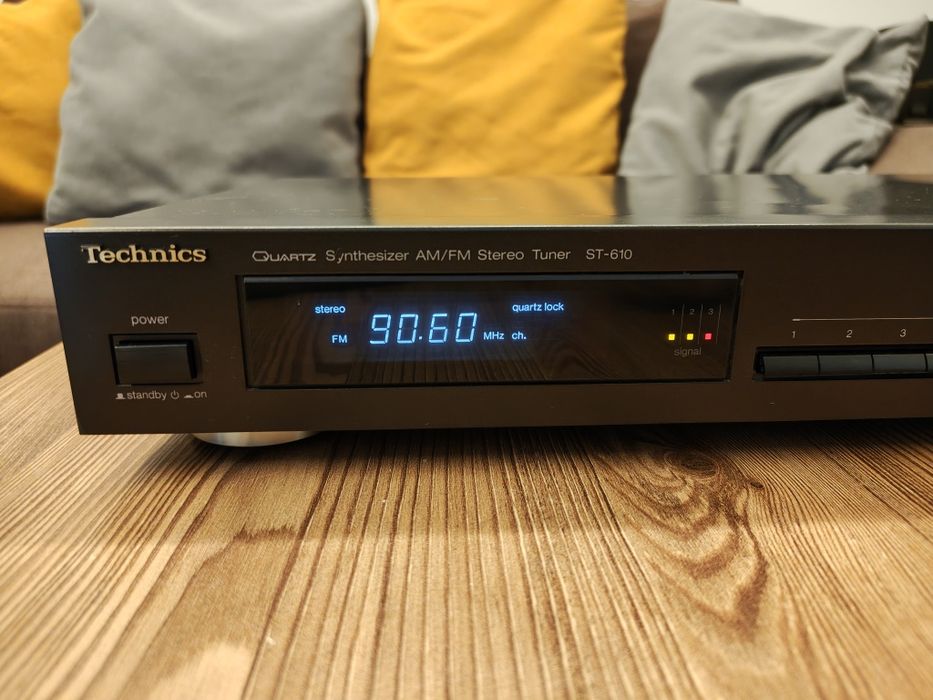 Technics
Quartz Synthesizer AM/FM Stereo Tuner ST-610
power
standby on
stereo
quartz lock
FM 90.60 MHz ch.
1 2 3
signal
1 2 3